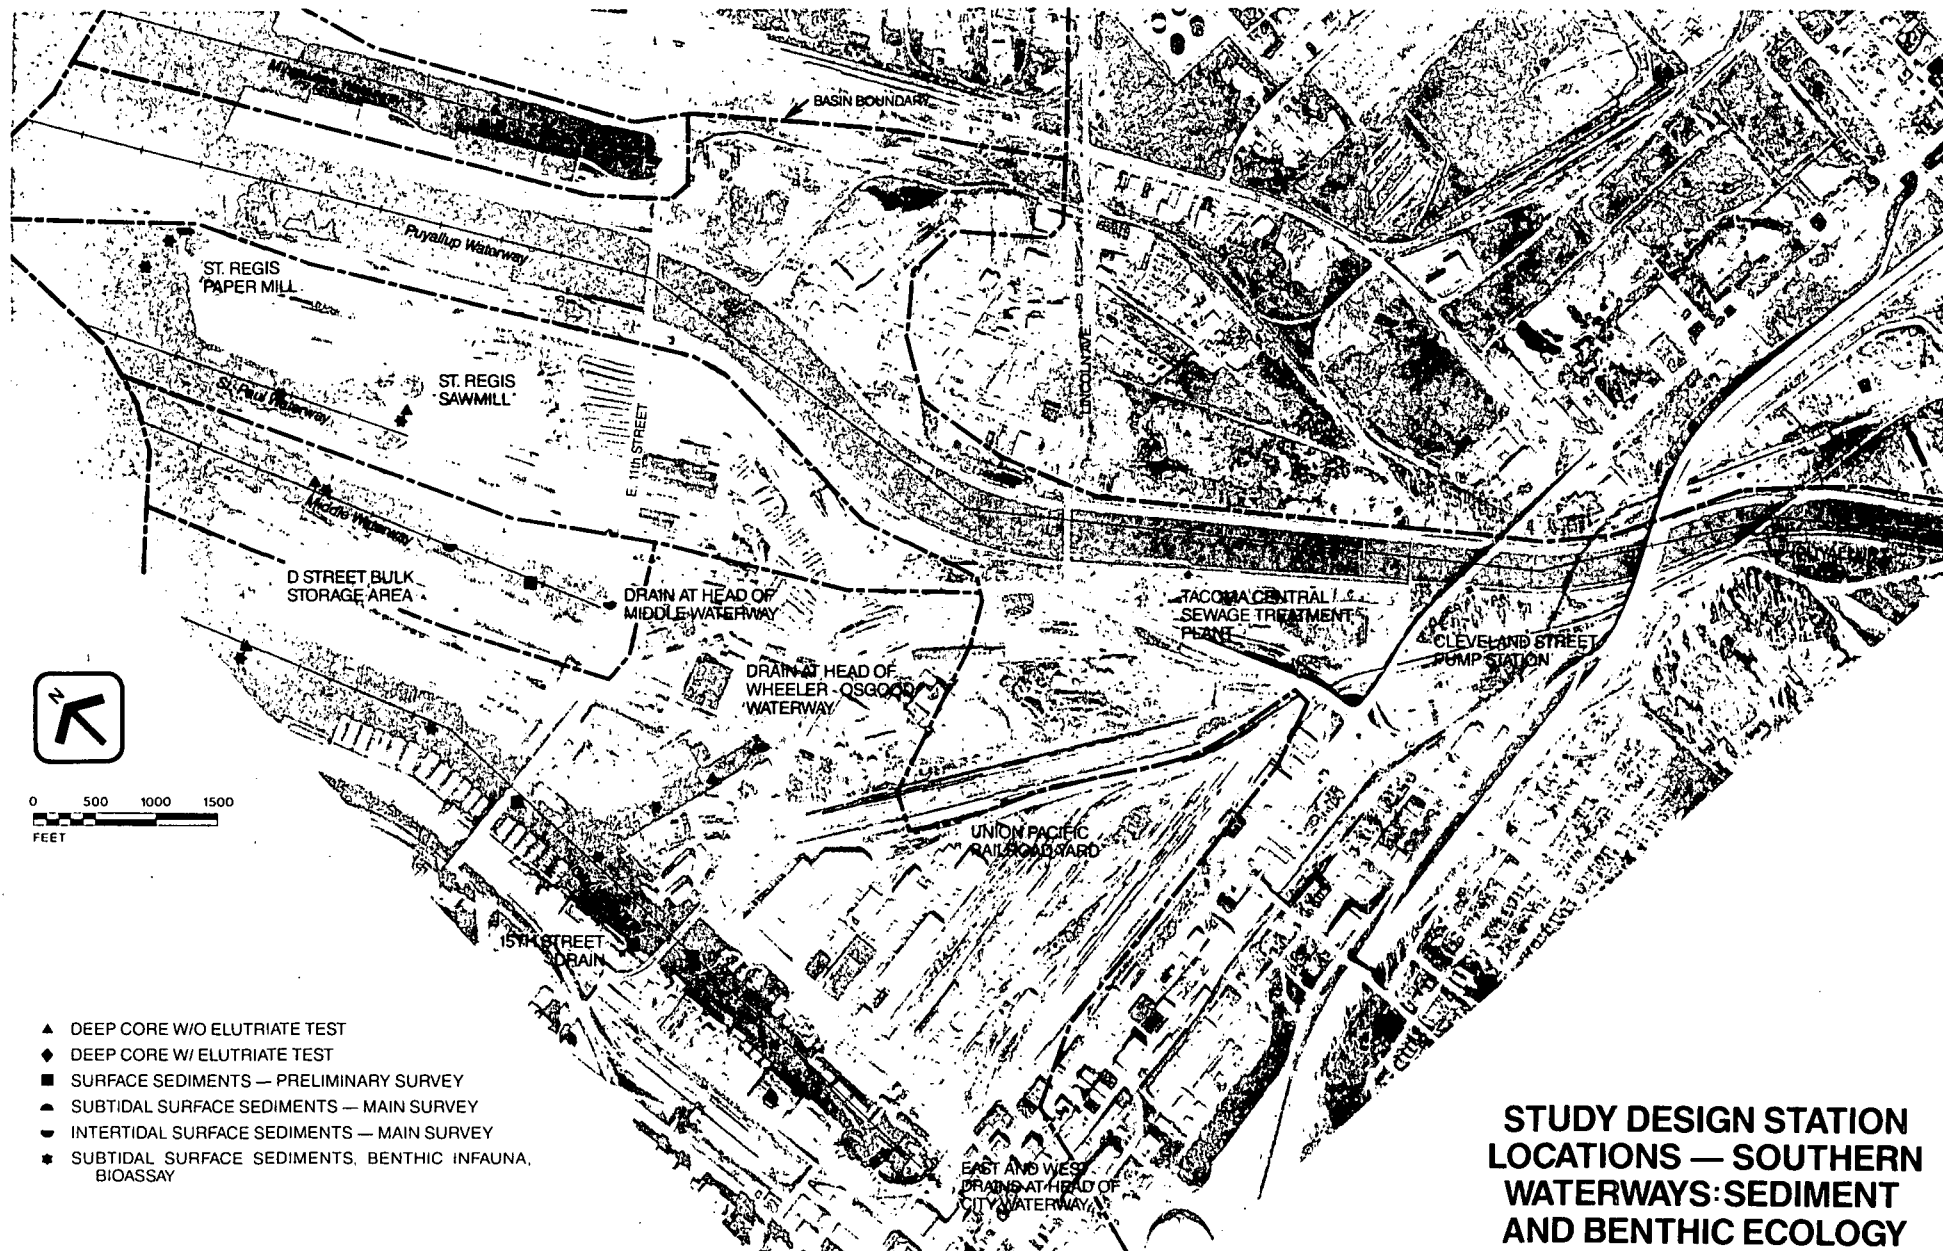 BASIN BOUNDARY
Puyallup Waterway
ST. REGIS
PAPER MILL
ST. REGIS
SAWMILL
St. Paul Waterway
LINCOLN AVE
E. 11th STREET
Middle Waterway
D STREET BULK
STORAGE AREA
DRAIN AT HEAD OF
MIDDLE WATERWAY
TACOMA CENTRAL
SEWAGE TREATMENT
PLANT
CLEVELAND STREET
PUMP STATION
DRAIN AT HEAD OF
WHEELER - OSGOOD
WATERWAY
N
0 500 1000 1500
FEET
UNION PACIFIC
RAILROAD YARD
15TH STREET
DRAIN
▲ DEEP CORE W/O ELUTRIATE TEST
◆ DEEP CORE W/ ELUTRIATE TEST
■ SURFACE SEDIMENTS — PRELIMINARY SURVEY
SUBTIDAL SURFACE SEDIMENTS — MAIN SURVEY
INTERTIDAL SURFACE SEDIMENTS — MAIN SURVEY
SUBTIDAL SURFACE SEDIMENTS, BENTHIC INFAUNA,
BIOASSAY
EAST AND WEST
DRAINS AT HEAD OF
CITY WATERWAY
STUDY DESIGN STATION
LOCATIONS — SOUTHERN
WATERWAYS: SEDIMENT
AND BENTHIC ECOLOGY